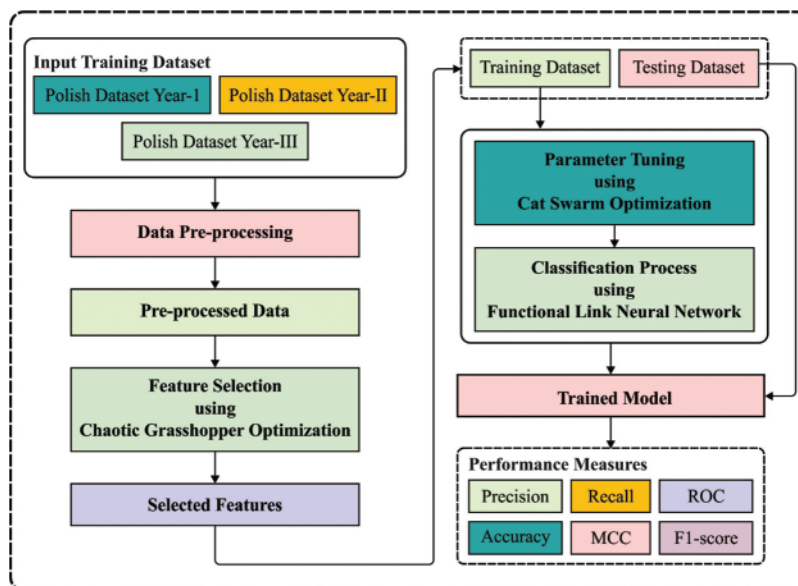 Input Training Dataset
Polish Dataset Year-1
Polish Dataset Year-II
Polish Dataset Year-III
Data Pre-processing
Pre-processed Data
Feature Selection
using
Chaotic Grasshopper Optimization
Selected Features
Training Dataset
Testing Dataset
Parameter Tuning
using
Cat Swarm Optimization
Classification Process
using
Functional Link Neural Network
Trained Model
Performance Measures
Precision
Recall
ROC
Accuracy
MCC
F1-score